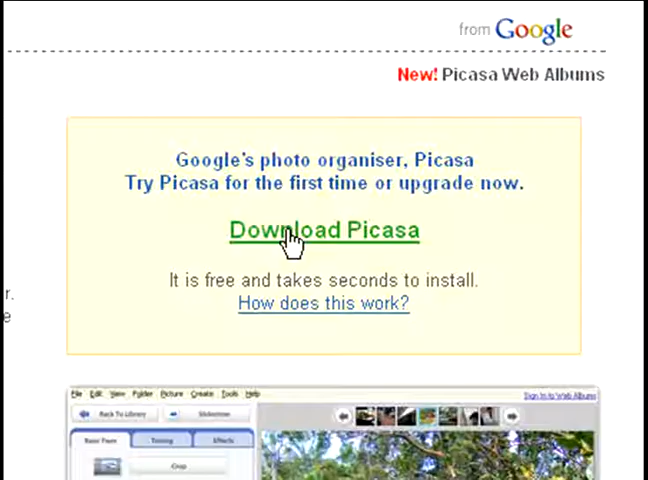 from Google
New! Picasa Web Albums
Google's photo organiser, Picasa
Try Picasa for the first time or upgrade now.
Download Picasa
It is free and takes seconds to install.
How does this work?
r.
e
File Edit View Folder Picture Create Tools Help
Sign In to Web Albums
Back To Library
Slideshow
Basic Fixes
Tuning
Effects
Crop